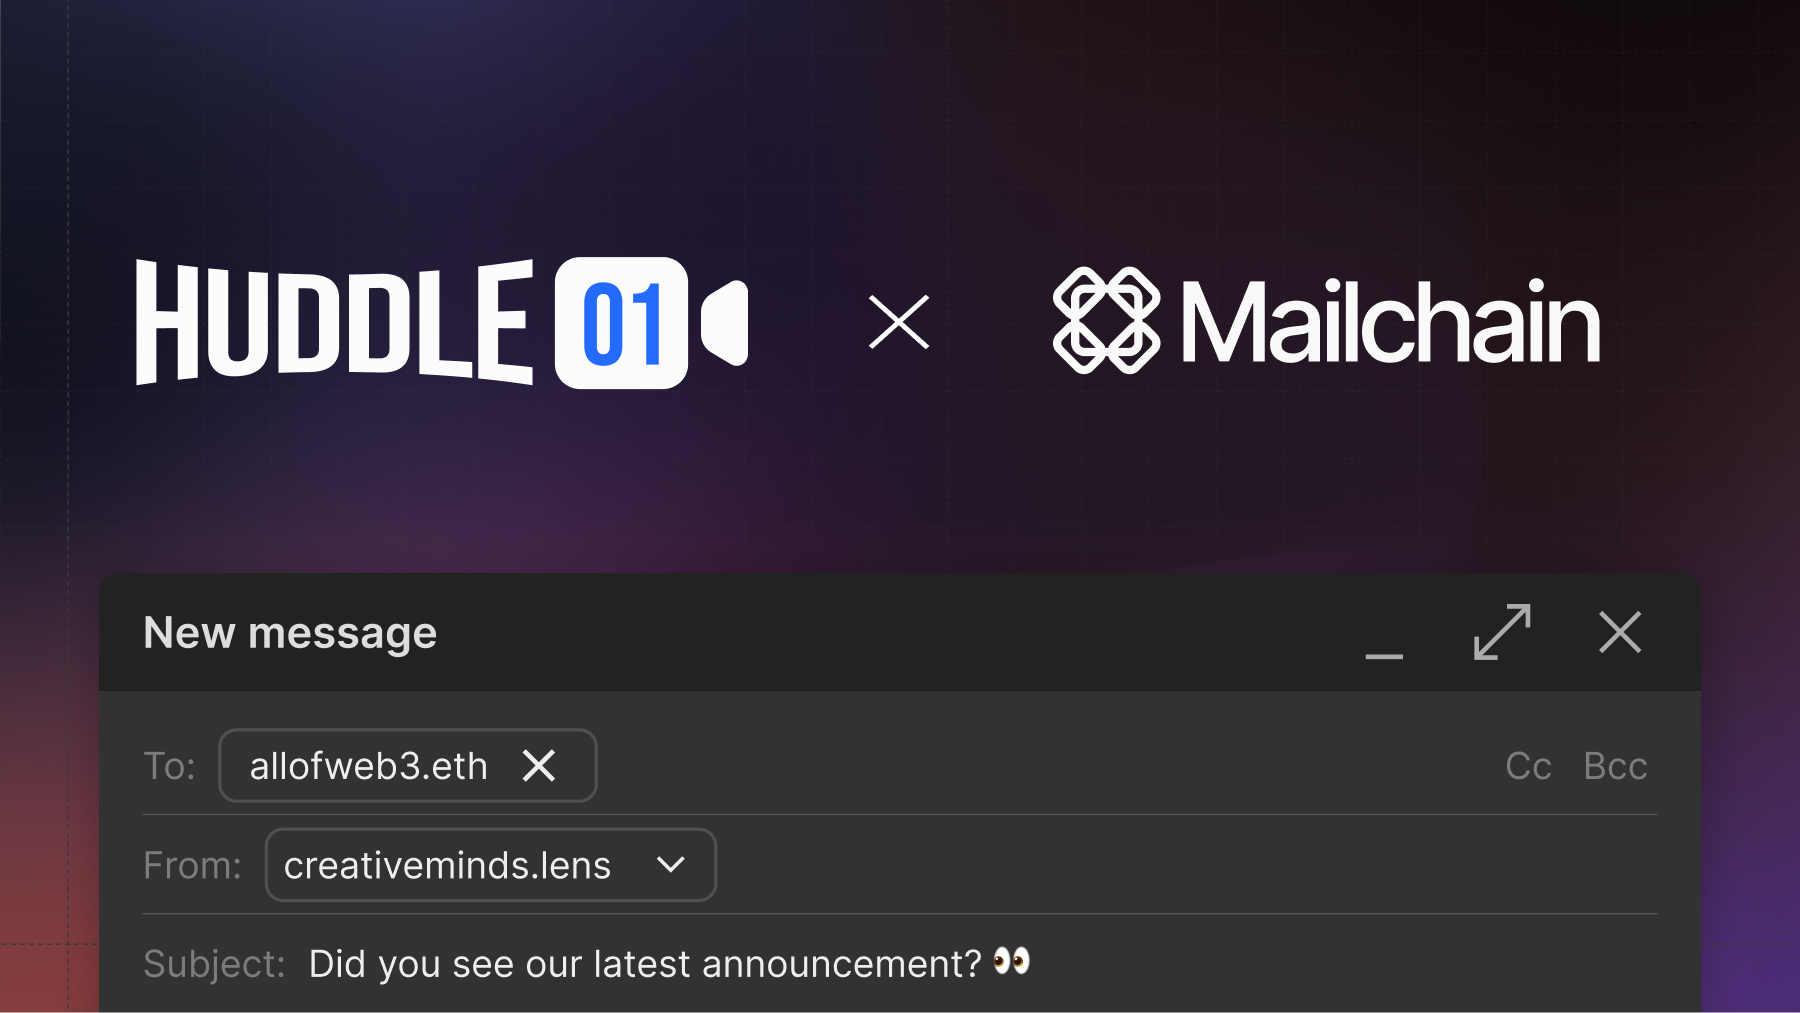 HUDDLE 01 Mailchain
New message
To: allofweb3.eth Cc Bcc
From: creativeminds.lens
Subject: Did you see our latest announcement? 👀